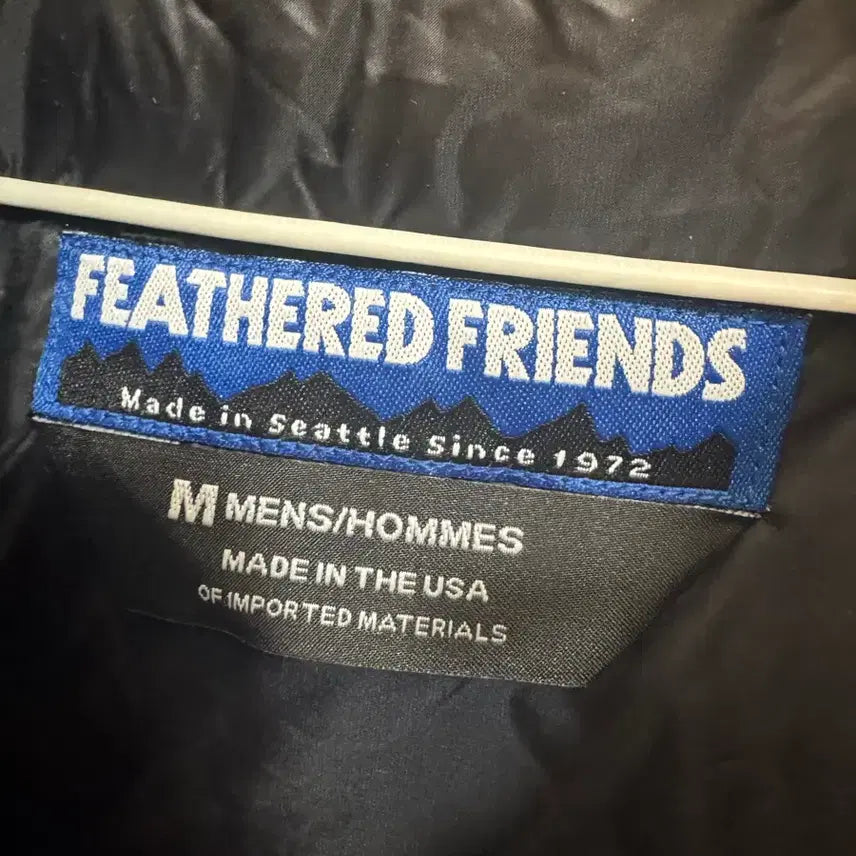 FEATHERED FRIENDS
Made in Seattle Since 1972
M MENS/HOMMES
MADE IN THE USA
OF IMPORTED MATERIALS